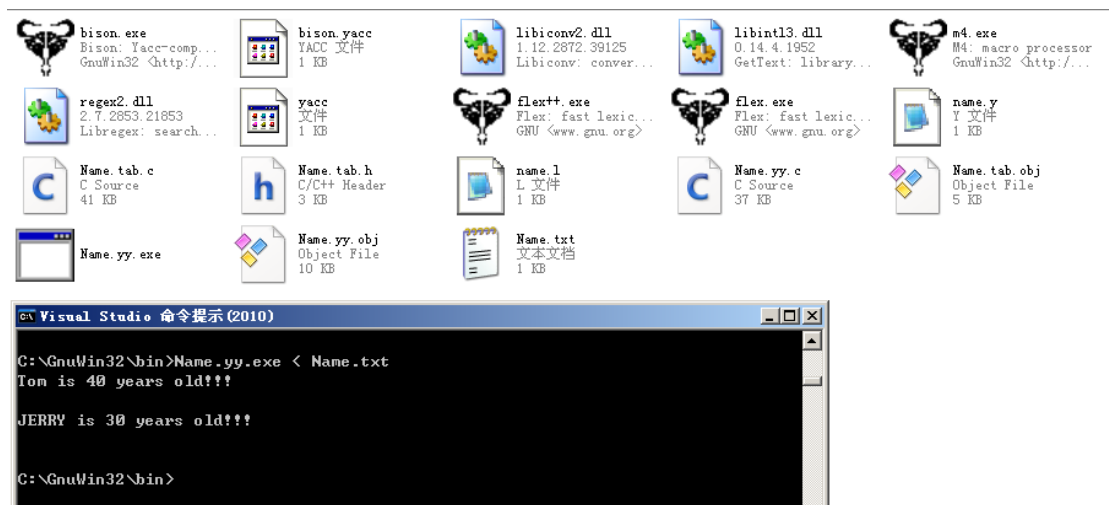 bison.exe
Bison: Yacc-comp...
GnuWin32 <http:/...
bison.yacc
YACC 文件
1 KB
libiconv2.dll
1.12.2872.39125
Libiconv: conver...
libintl3.dll
0.14.4.1952
GetText: library...
m4.exe
M4: macro processor
GnuWin32 <http:/...
regex2.dll
2.7.2853.21853
Libregex: search...
yacc
文件
1 KB
flex++.exe
Flex: fast lexic...
GNU <www.gnu.org>
flex.exe
Flex: fast lexic...
GNU <www.gnu.org>
name.y
Y 文件
1 KB
Name.tab.c
C Source
41 KB
Name.tab.h
C/C++ Header
3 KB
name.l
L 文件
1 KB
Name.yy.c
C Source
37 KB
Name.tab.obj
Object File
5 KB
Name.yy.exe
Name.yy.obj
Object File
10 KB
Name.txt
文本文档
1 KB
Visual Studio 命令提示(2010)
C:\GnuWin32\bin>Name.yy.exe < Name.txt
Tom is 40 years old!!!
JERRY is 30 years old!!!
C:\GnuWin32\bin>